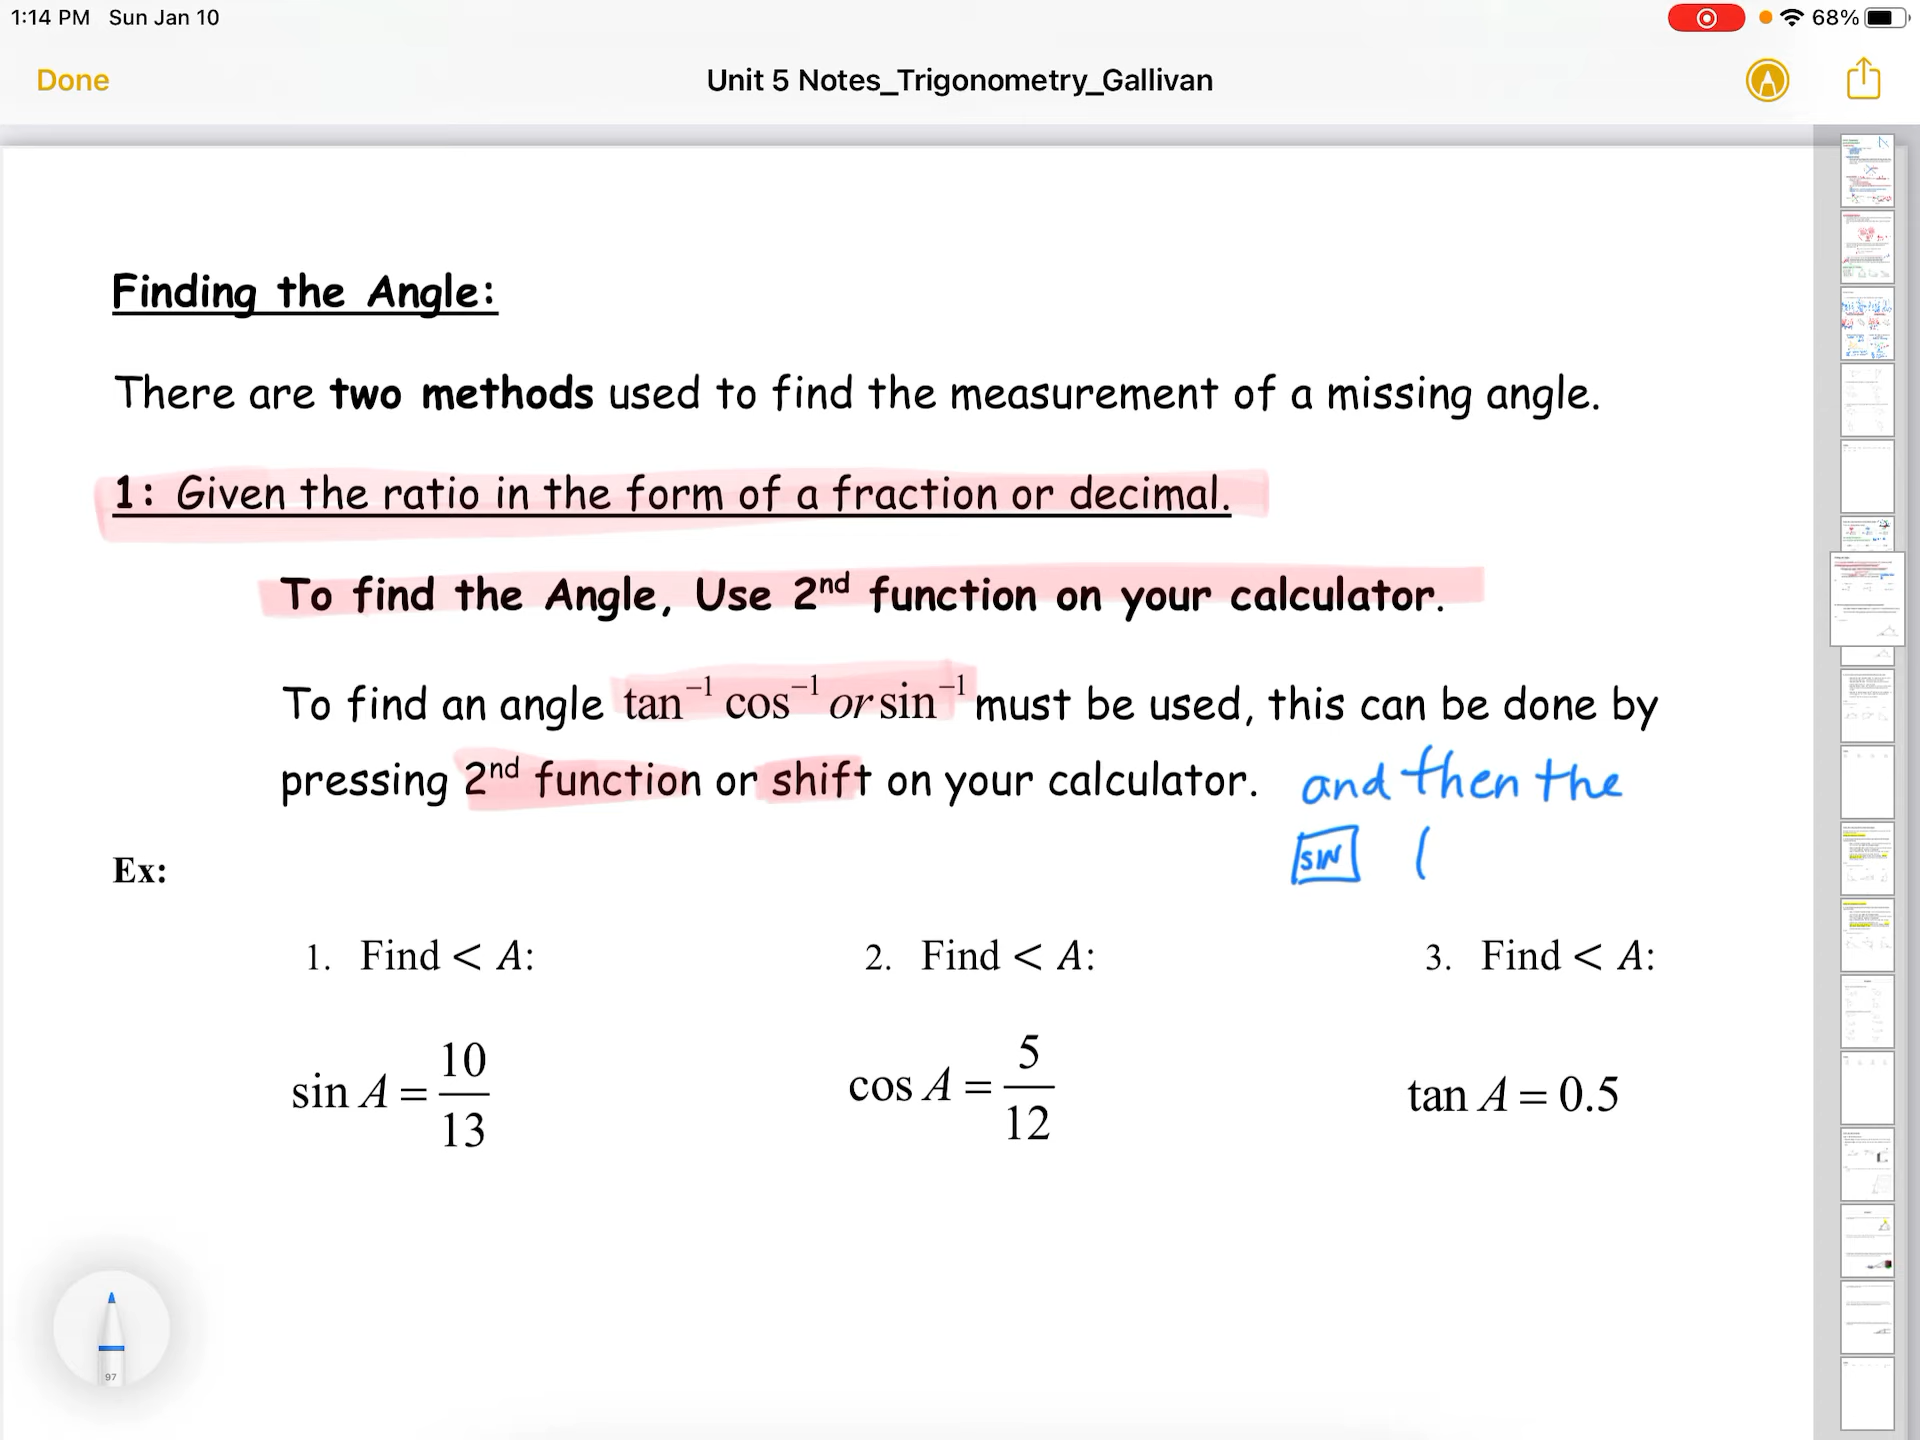 1:14 PM Sun Jan 10
68%
Done
Unit 5 Notes_Trigonometry_Gallivan
Finding the Angle:
There are two methods used to find the measurement of a missing angle.
1: Given the ratio in the form of a fraction or decimal.
To find the Angle, Use 2nd function on your calculator.
To find an angle tan⁻¹ cos⁻¹ or sin⁻¹ must be used, this can be done by
pressing 2nd function or shift on your calculator. and then the
SIN (
Ex:
1. Find < A: 2. Find < A: 3. Find < A:
sin A = 10/13 cos A = 5/12 tan A = 0.5
97